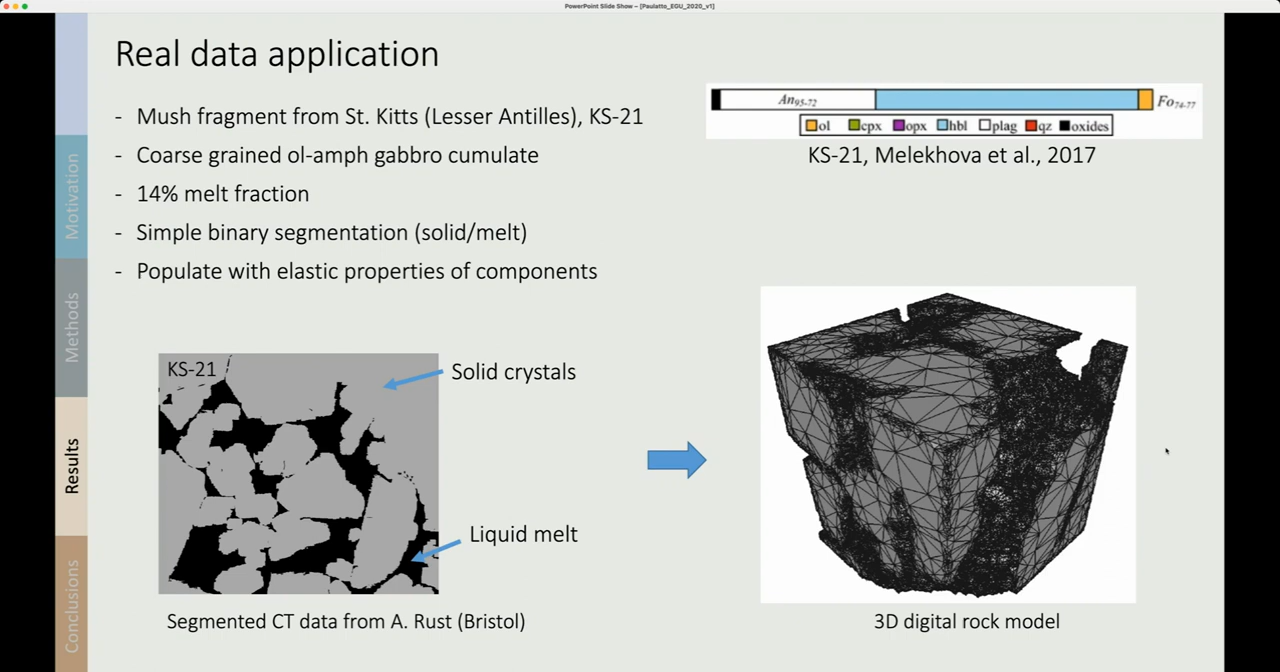 PowerPoint Slide Show – [Paulatto_EGU_2020_v1]
Real data application
- Mush fragment from St. Kitts (Lesser Antilles), KS-21
- Coarse grained ol-amph gabbro cumulate
- 14% melt fraction
- Simple binary segmentation (solid/melt)
- Populate with elastic properties of components
An95-72
Fo74-77
ol cpx opx hbl plag qz oxides
KS-21, Melekhova et al., 2017
Motivation
Methods
Results
Conclusions
KS-21
Solid crystals
Liquid melt
Segmented CT data from A. Rust (Bristol)
3D digital rock model